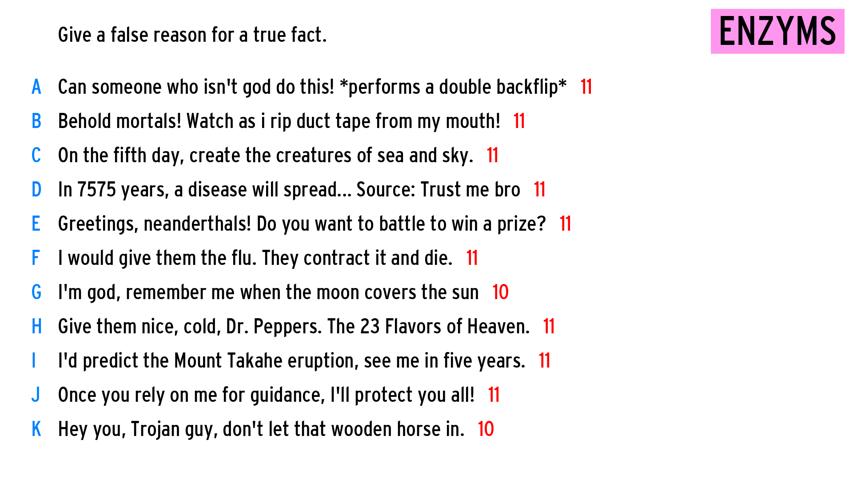 Give a false reason for a true fact.
ENZYMS
A Can someone who isn't god do this! *performs a double backflip* 11
B Behold mortals! Watch as i rip duct tape from my mouth! 11
C On the fifth day, create the creatures of sea and sky. 11
D In 7575 years, a disease will spread... Source: Trust me bro 11
E Greetings, neanderthals! Do you want to battle to win a prize? 11
F I would give them the flu. They contract it and die. 11
G I'm god, remember me when the moon covers the sun 10
H Give them nice, cold, Dr. Peppers. The 23 Flavors of Heaven. 11
I I'd predict the Mount Takahe eruption, see me in five years. 11
J Once you rely on me for guidance, I'll protect you all! 11
K Hey you, Trojan guy, don't let that wooden horse in. 10